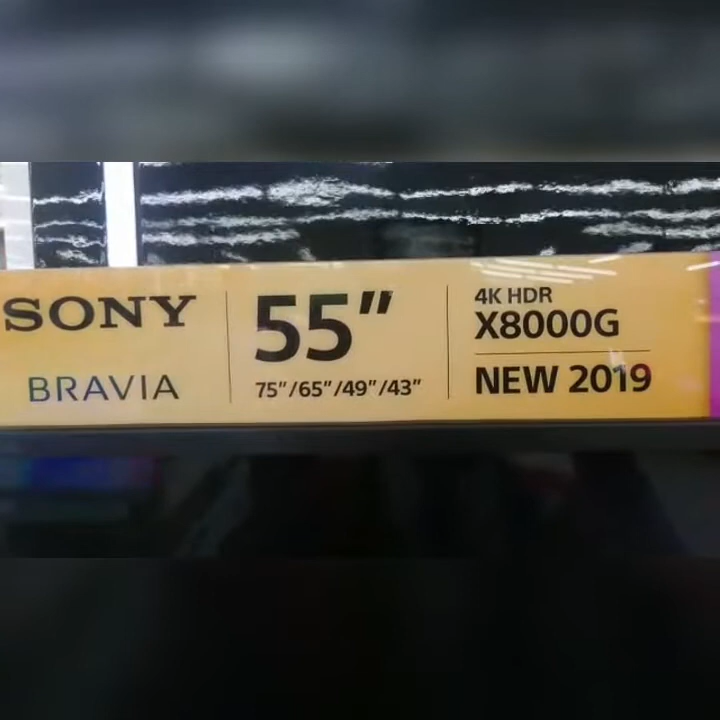 SONY
BRAVIA
55"
75"/65"/49"/43"
4K HDR
X8000G
NEW 2019